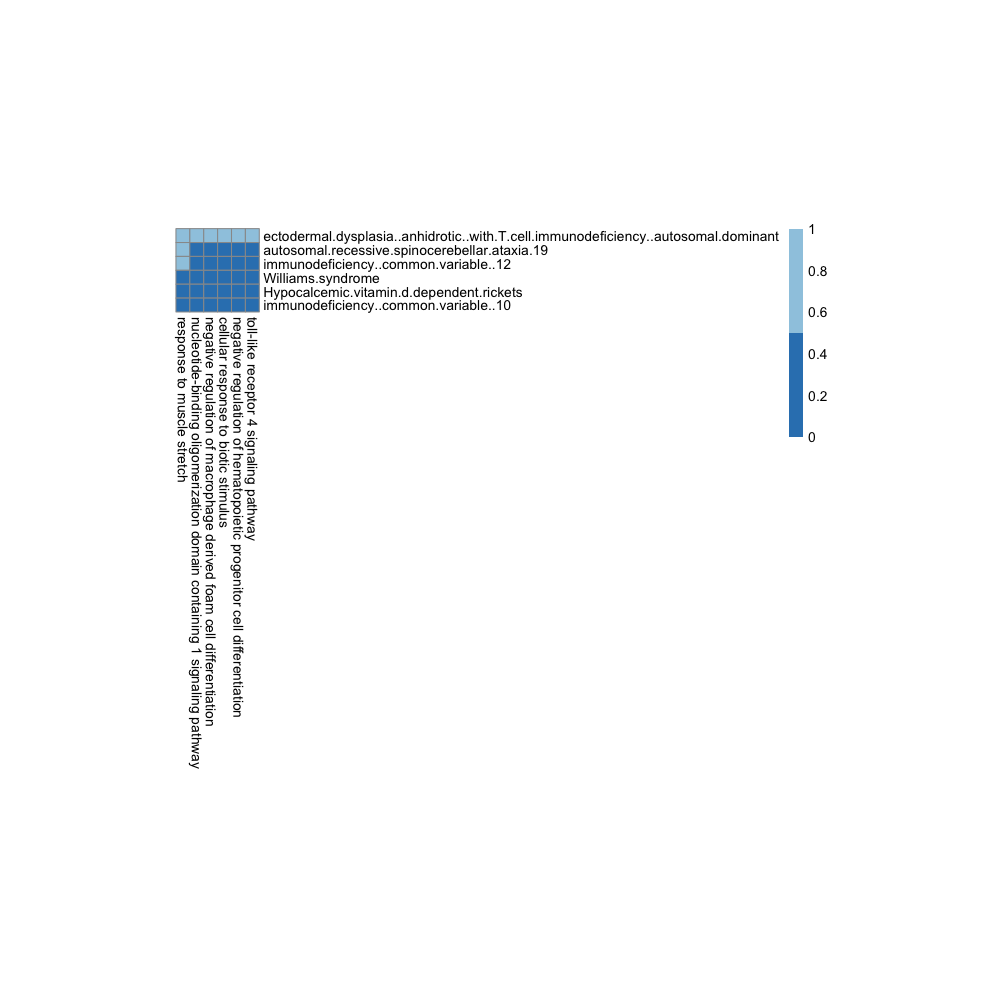 ectodermal.dysplasia..anhidrotic..with.T.cell.immunodeficiency..autosomal.dominant
autosomal.recessive.spinocerebellar.ataxia.19
immunodeficiency..common.variable..12
Williams.syndrome
Hypocalcemic.vitamin.d.dependent.rickets
immunodeficiency..common.variable..10
response to muscle stretch
nucleotide-binding oligomerization domain containing 1 signaling pathway
negative regulation of macrophage derived foam cell differentiation
cellular response to biotic stimulus
negative regulation of hematopoietic progenitor cell differentiation
toll-like receptor 4 signaling pathway
1
0.8
0.6
0.4
0.2
0